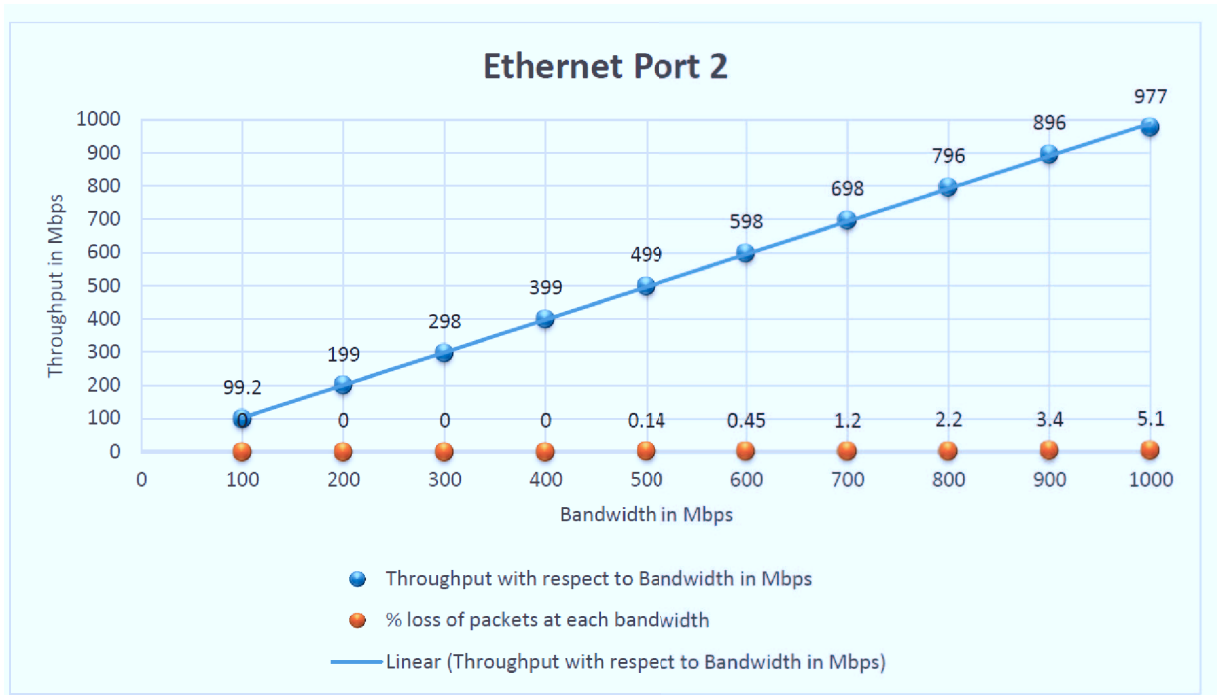 Ethernet Port 2
977
1000
896
900
796
800
698
700
598
600
499
500
399
400
298
300
199
200
99.2
100
0 0 0 0 0.14 0.45 1.2 2.2 3.4 5.1
0
0 100 200 300 400 500 600 700 800 900 1000
Throughput in Mbps
Bandwidth in Mbps
Throughput with respect to Bandwidth in Mbps
% loss of packets at each bandwidth
Linear (Throughput with respect to Bandwidth in Mbps)